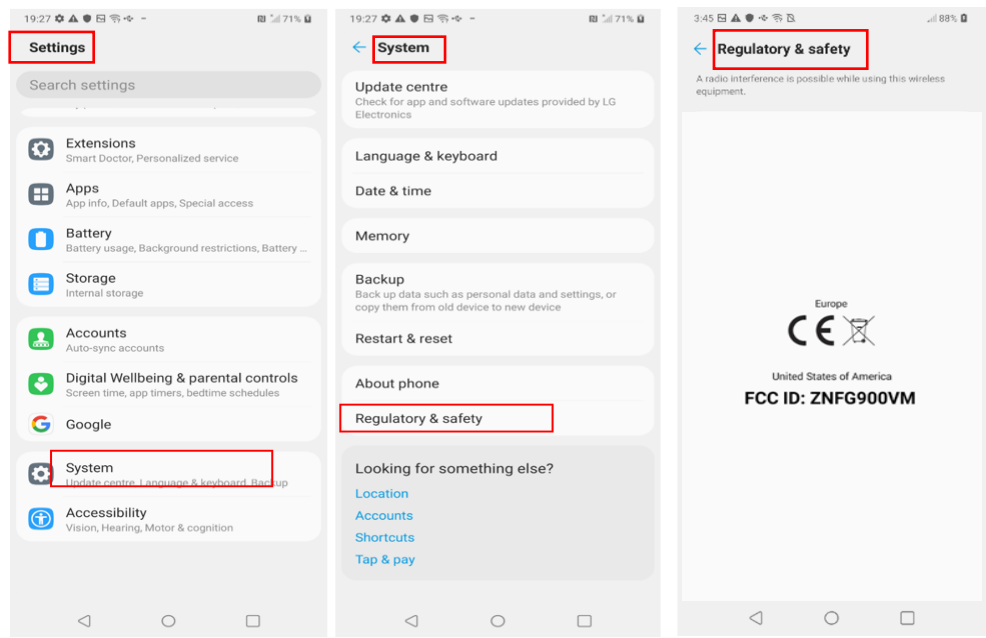 19:27 71%
Settings
Search settings
Extensions
Smart Doctor, Personalized service
Apps
App info, Default apps, Special access
Battery
Battery usage, Background restrictions, Battery ...
Storage
Internal storage
Accounts
Auto-sync accounts
Digital Wellbeing & parental controls
Screen time, app timers, bedtime schedules
Google
System
Update centre, Language & keyboard, Backup
Accessibility
Vision, Hearing, Motor & cognition
19:27 71%
System
Update centre
Check for app and software updates provided by LG
Electronics
Language & keyboard
Date & time
Memory
Backup
Back up data such as personal data and settings, or
copy them from old device to new device
Restart & reset
About phone
Regulatory & safety
Looking for something else?
Location
Accounts
Shortcuts
Tap & pay
3:45 88%
Regulatory & safety
A radio interference is possible while using this wireless
equipment.
Europe
CE
United States of America
FCC ID: ZNFG900VM